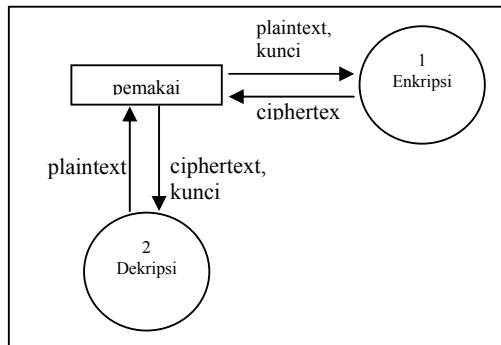 plaintext,
kunci
1
Enkripsi
pemakai
ciphertex
plaintext
ciphertext,
kunci
2
Dekripsi